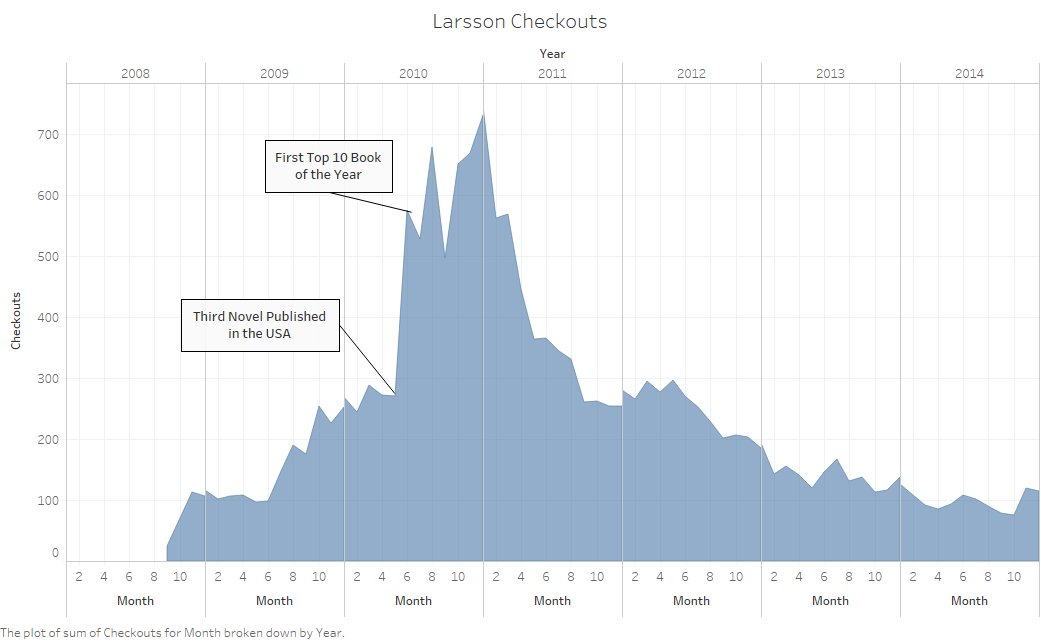 Larsson Checkouts
Year
2008 2009 2010 2011 2012 2013 2014
700
First Top 10 Book
of the Year
600
500
400
Third Novel Published
in the USA
Checkouts
300
200
100
0
2 4 6 8 10 2 4 6 8 10 2 4 6 8 10 2 4 6 8 10 2 4 6 8 10 2 4 6 8 10 2 4 6 8 10
Month Month Month Month Month Month Month
The plot of sum of Checkouts for Month broken down by Year.